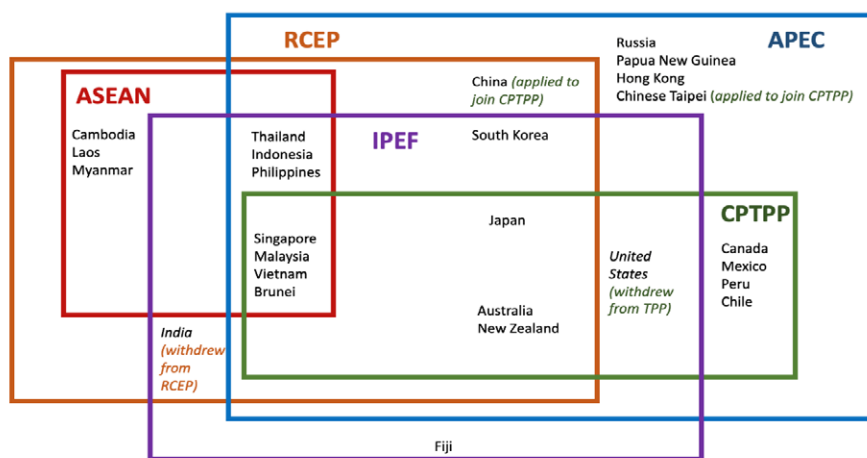 RCEP
APEC
Russia
Papua New Guinea
Hong Kong
Chinese Taipei (applied to join CPTPP)
ASEAN
China (applied to
join CPTPP)
Cambodia
Laos
Myanmar
Thailand
Indonesia
Philippines
IPEF
South Korea
CPTPP
Singapore
Malaysia
Vietnam
Brunei
Japan
United
States
(withdrew
from TPP)
Canada
Mexico
Peru
Chile
Australia
New Zealand
India
(withdrew
from
RCEP)
Fiji